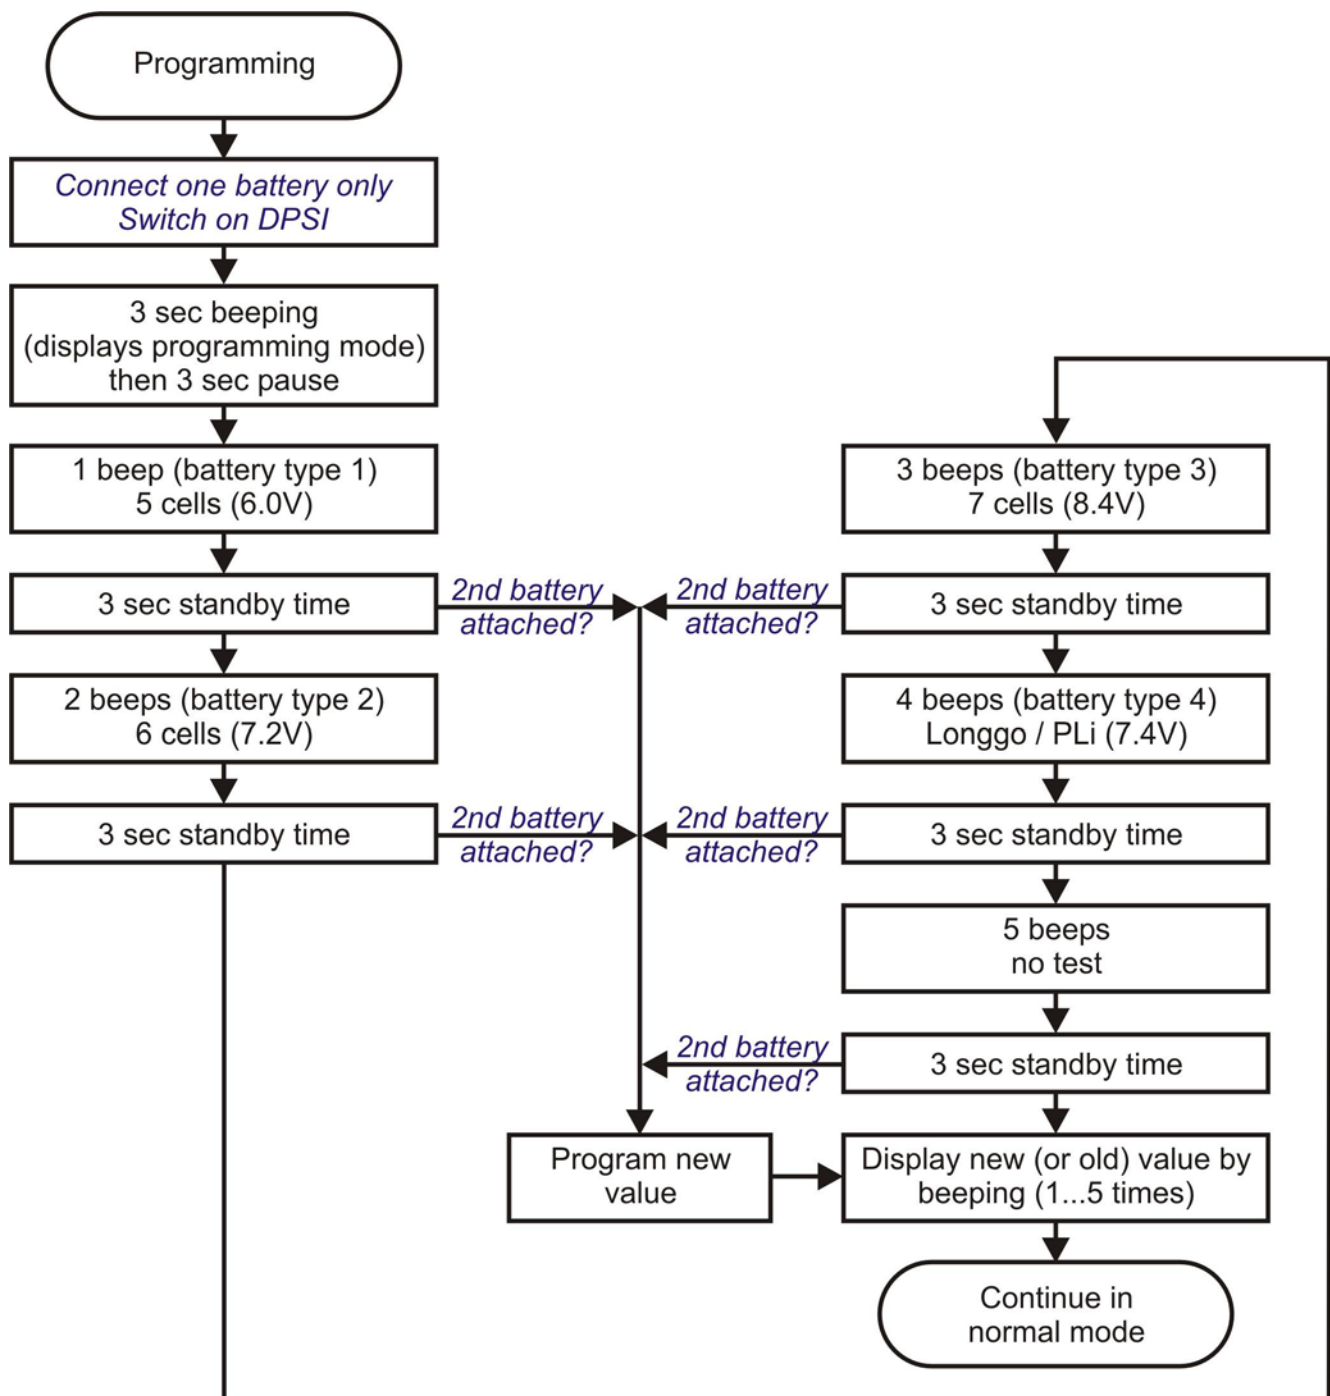 Programming
Connect one battery only
Switch on DPSI
3 sec beeping
(displays programming mode)
then 3 sec pause
1 beep (battery type 1)
5 cells (6.0V)
3 sec standby time
2nd battery
attached?
2 beeps (battery type 2)
6 cells (7.2V)
3 sec standby time
2nd battery
attached?
3 beeps (battery type 3)
7 cells (8.4V)
3 sec standby time
2nd battery
attached?
4 beeps (battery type 4)
Longgo / PLi (7.4V)
3 sec standby time
2nd battery
attached?
5 beeps
no test
3 sec standby time
2nd battery
attached?
Program new
value
Display new (or old) value by
beeping (1...5 times)
Continue in
normal mode